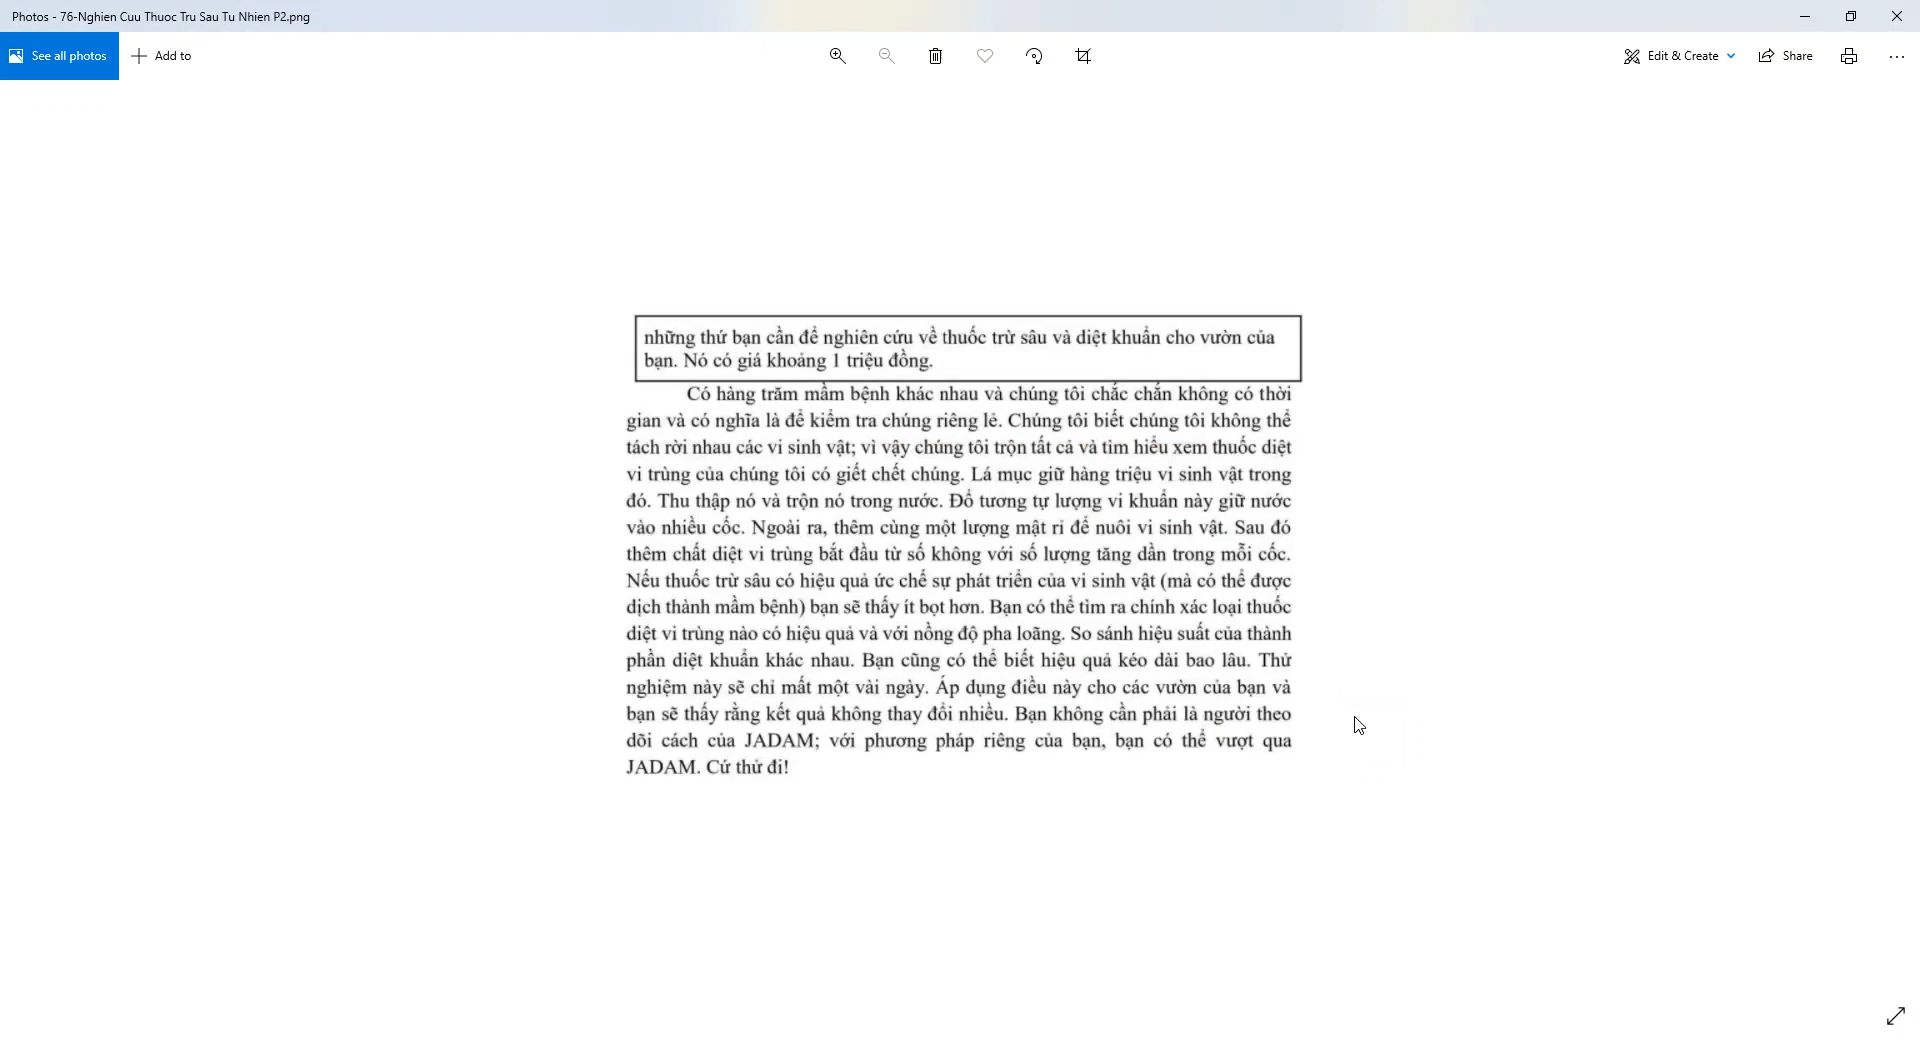 Photos - 76-Nghien Cuu Thuoc Tru Sau Tu Nhien P2.png
See all photos
Add to
Edit & Create
Share
những thứ bạn cần để nghiên cứu về thuốc trừ sâu và diệt khuẩn cho vườn của
bạn. Nó có giá khoảng 1 triệu đồng.
Có hàng trăm mầm bệnh khác nhau và chúng tôi chắc chắn không có thời
gian và có nghĩa là để kiểm tra chúng riêng lẻ. Chúng tôi biết chúng tôi không thể
tách rời nhau các vi sinh vật; vì vậy chúng tôi trộn tất cả và tìm hiểu xem thuốc diệt
vi trùng của chúng tôi có giết chết chúng. Lá mục giữ hàng triệu vi sinh vật trong
đó. Thu thập nó và trộn nó trong nước. Đổ tương tự lượng vi khuẩn này giữ nước
vào nhiều cốc. Ngoài ra, thêm cùng một lượng mật rỉ để nuôi vi sinh vật. Sau đó
thêm chất diệt vi trùng bắt đầu từ số không với số lượng tăng dần trong mỗi cốc.
Nếu thuốc trừ sâu có hiệu quả ức chế sự phát triển của vi sinh vật (mà có thể được
dịch thành mầm bệnh) bạn sẽ thấy ít bọt hơn. Bạn có thể tìm ra chính xác loại thuốc
diệt vi trùng nào có hiệu quả và với nồng độ pha loãng. So sánh hiệu suất của thành
phần diệt khuẩn khác nhau. Bạn cũng có thể biết hiệu quả kéo dài bao lâu. Thử
nghiệm này sẽ chỉ mất một vài ngày. Áp dụng điều này cho các vườn của bạn và
bạn sẽ thấy rằng kết quả không thay đổi nhiều. Bạn không cần phải là người theo
dõi cách của JADAM; với phương pháp riêng của bạn, bạn có thể vượt qua
JADAM. Cứ thử đi!